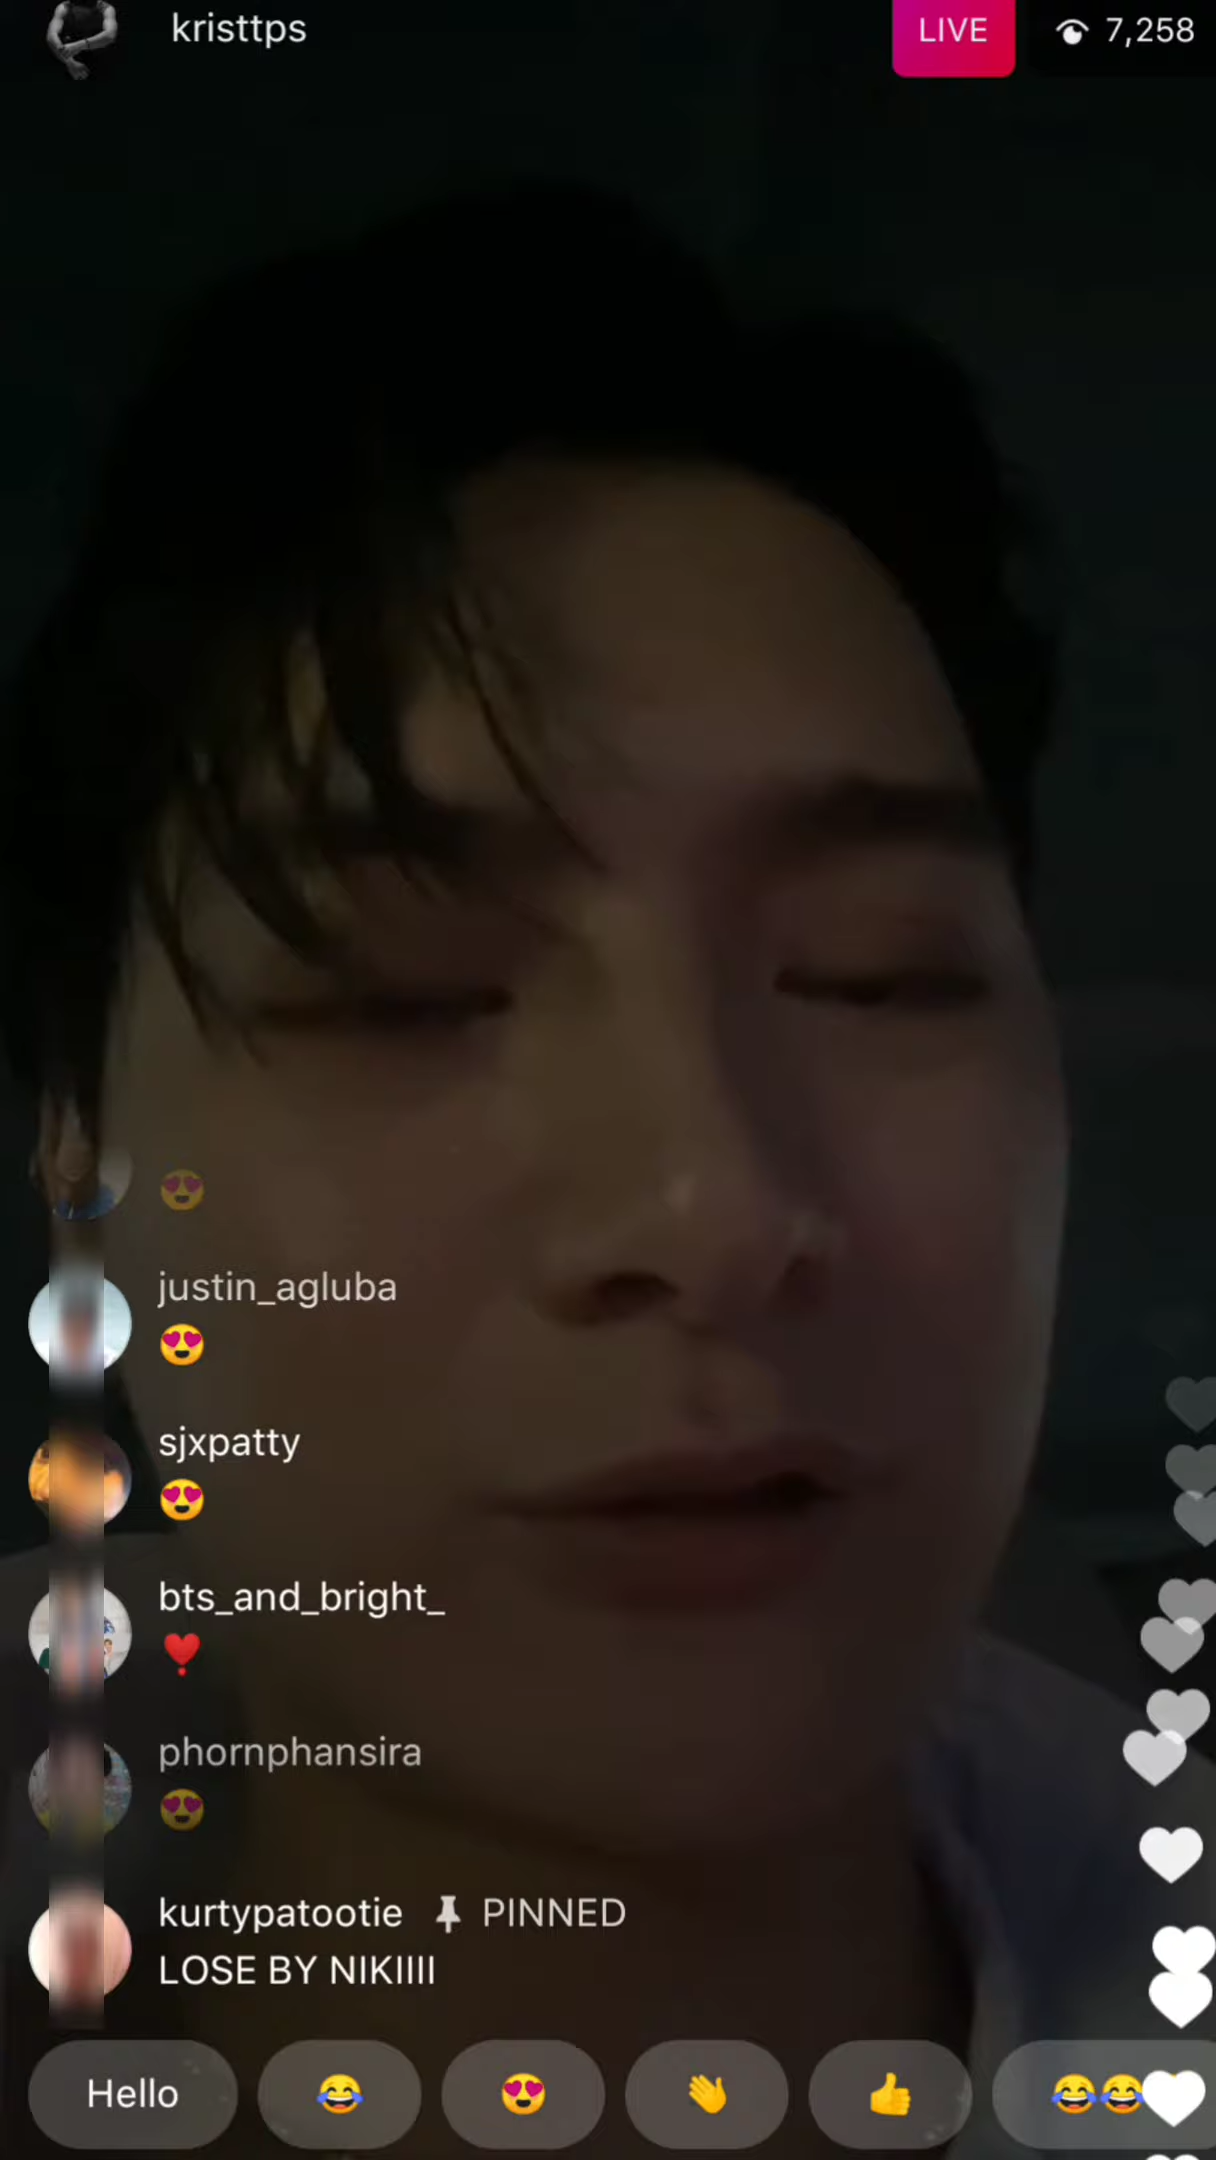 kristtps
LIVE
7,258
😍
justin_agluba
😍
sjxpatty
😍
bts_and_bright_
❣️
phornphansira
😍
kurtypatootie PINNED
LOSE BY NIKIIII
Hello 😂 😍 👋 👍 😂😂